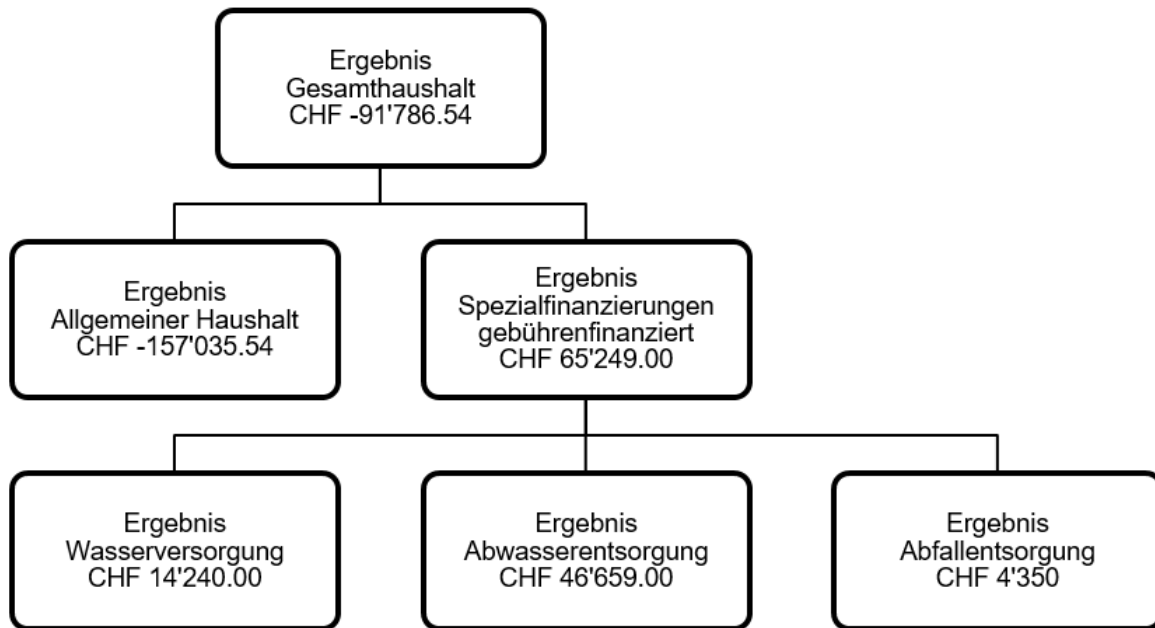 Ergebnis
Gesamthaushalt
CHF -91'786.54
Ergebnis
Allgemeiner Haushalt
CHF -157'035.54
Ergebnis
Spezialfinanzierungen
gebührenfinanziert
CHF 65'249.00
Ergebnis
Wasserversorgung
CHF 14'240.00
Ergebnis
Abwasserentsorgung
CHF 46'659.00
Ergebnis
Abfallentsorgung
CHF 4'350